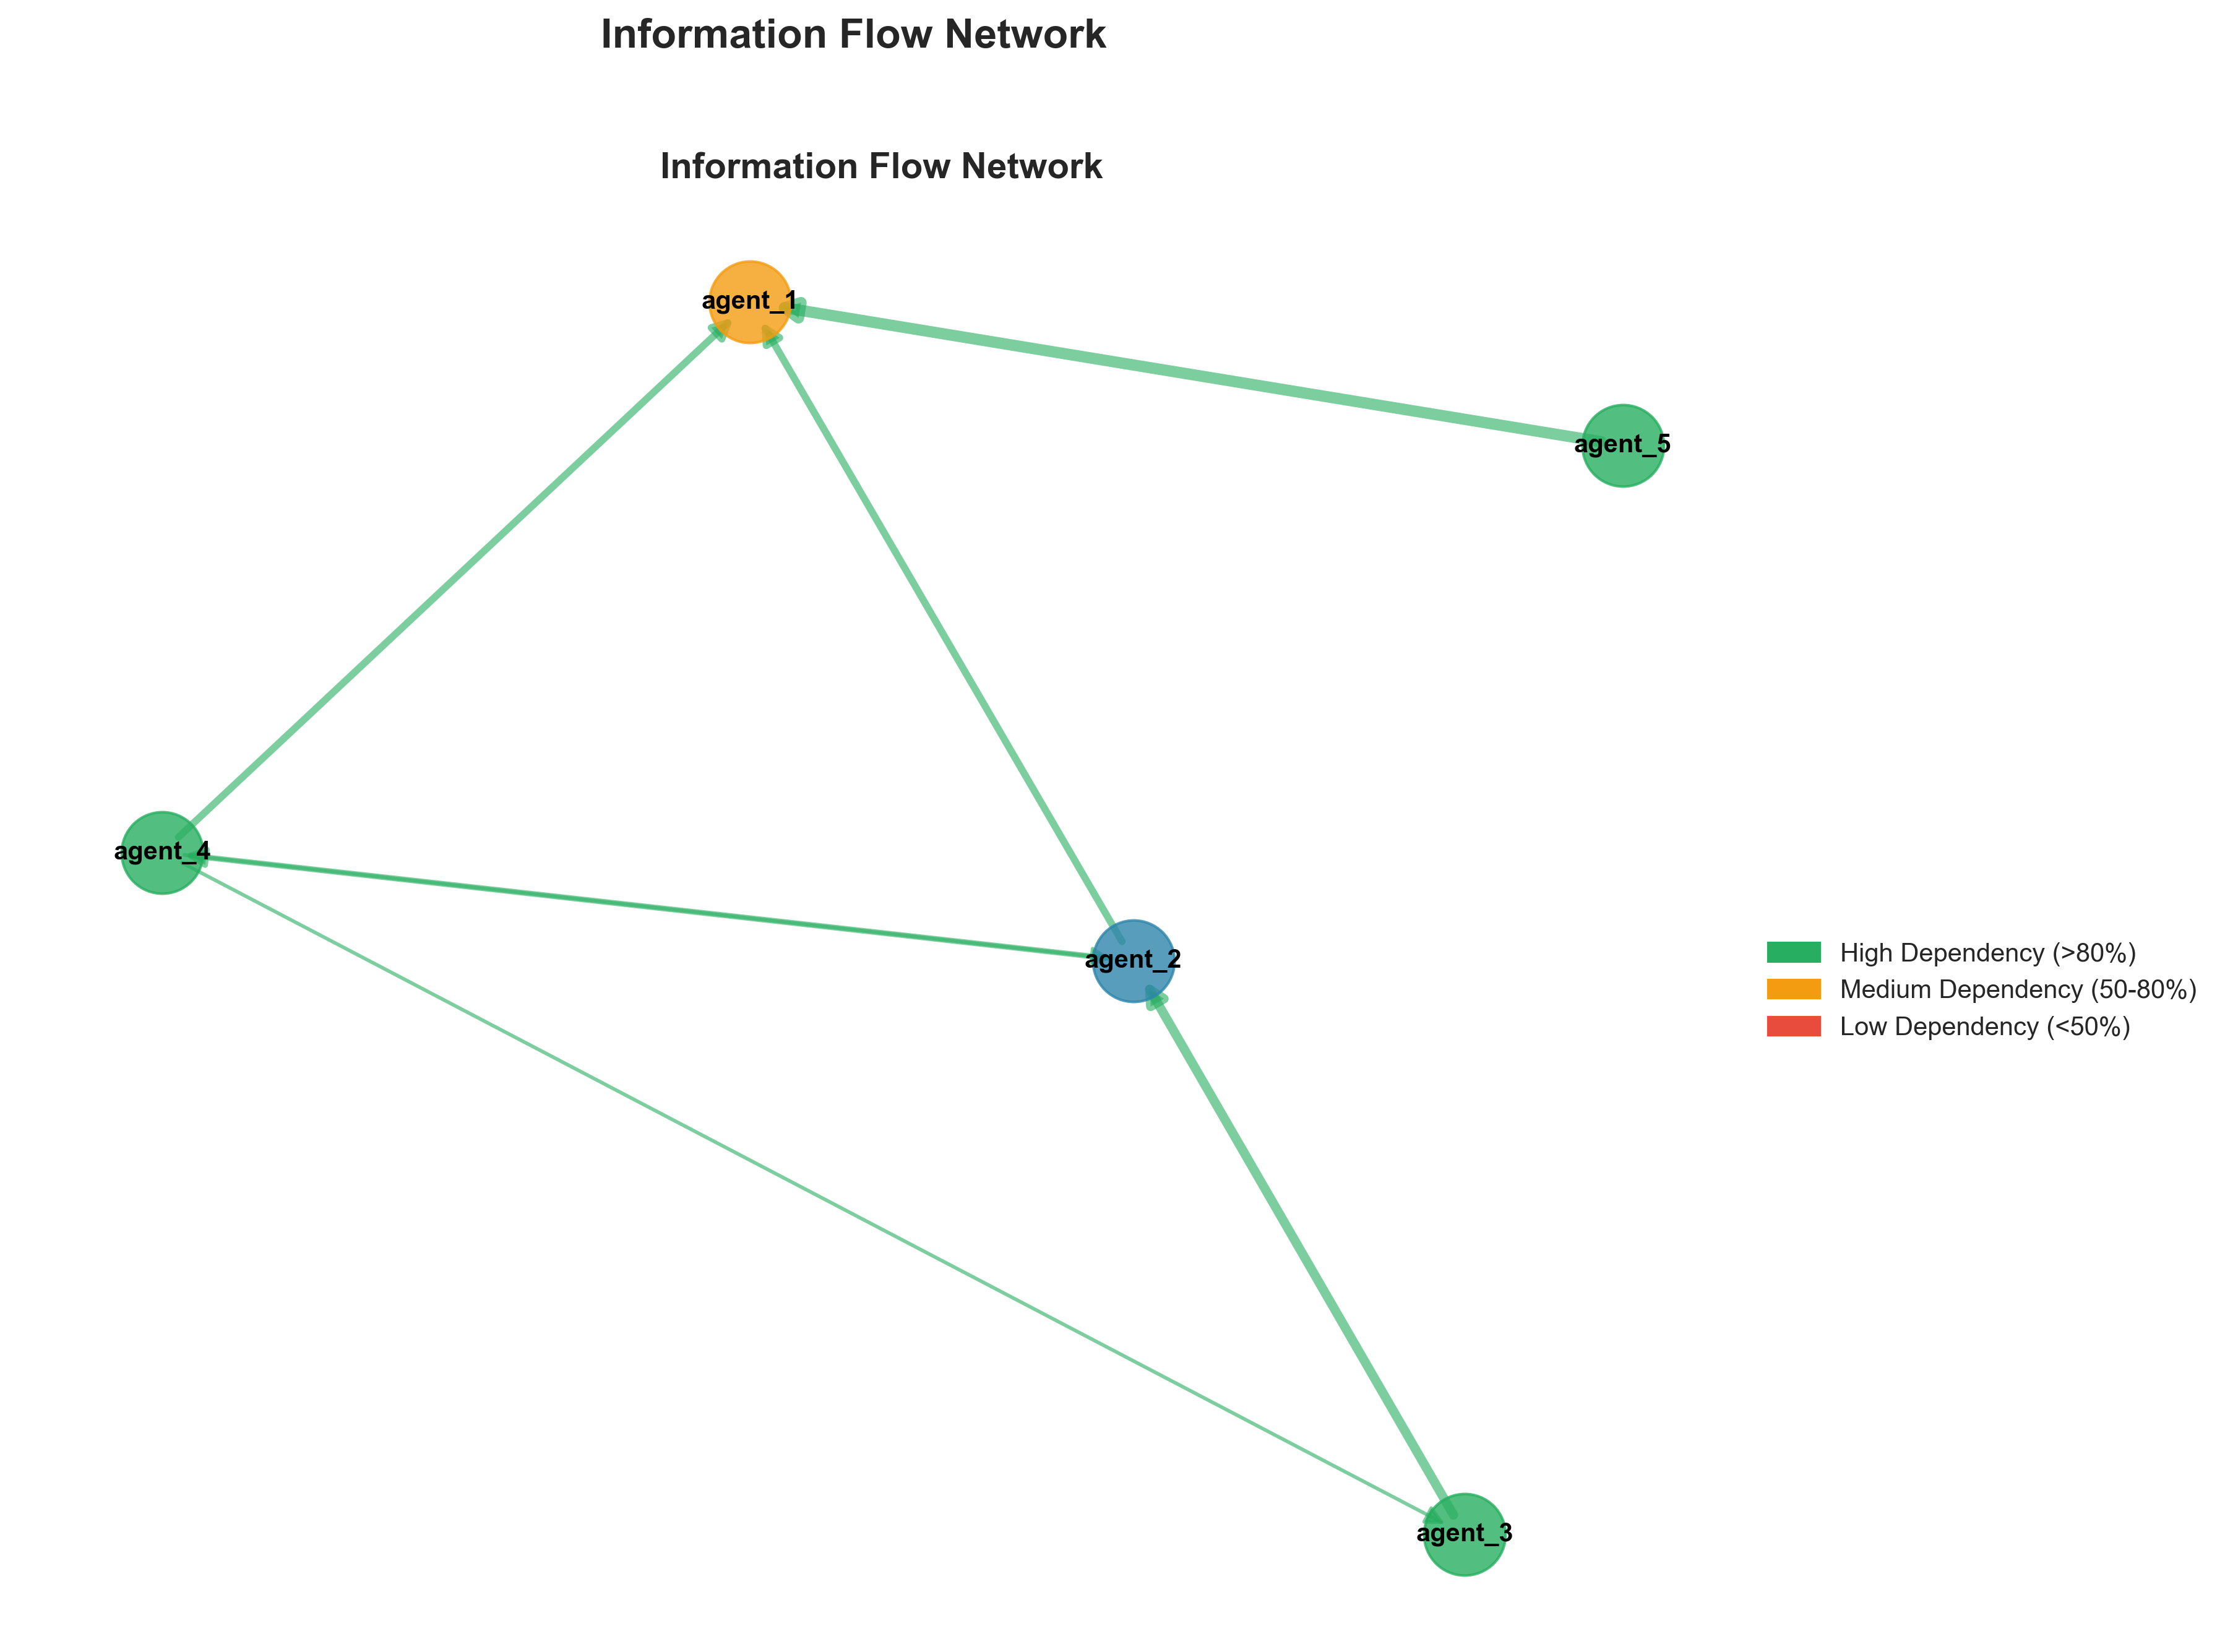 Information Flow Network
Information Flow Network
agent_1
agent_5
agent_4
agent_2
High Dependency (>80%)
Medium Dependency (50-80%)
Low Dependency (<50%)
agent_3